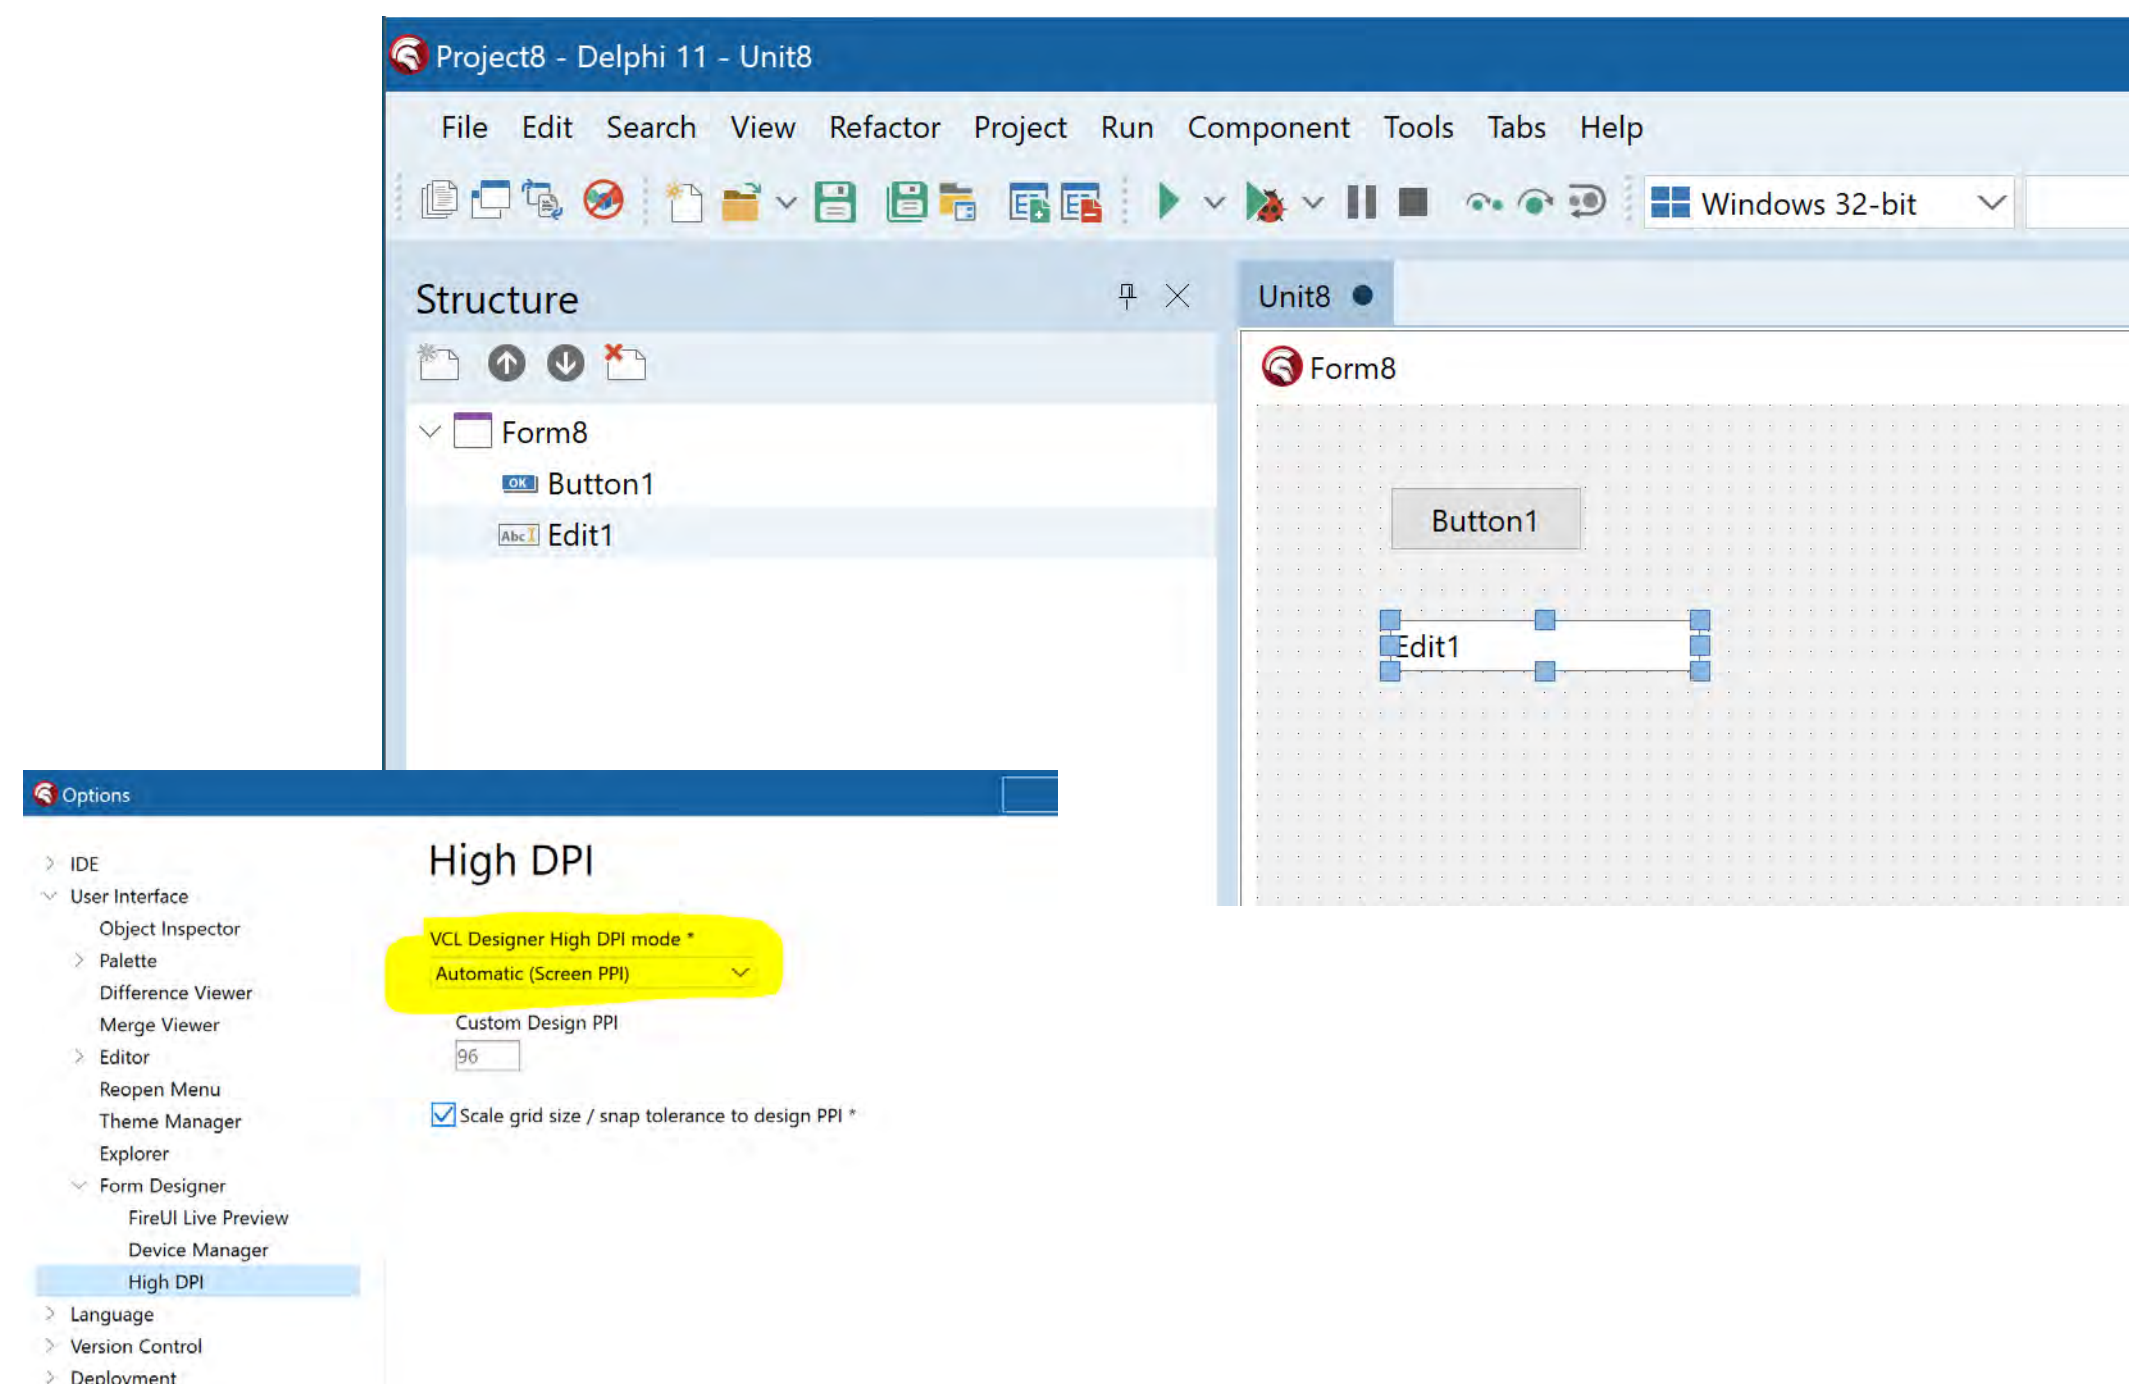 Project8 - Delphi 11 - Unit8
File Edit Search View Refactor Project Run Component Tools Tabs Help
Windows 32-bit
Structure
Unit8
Form8
Form8
OK Button1
Abc Edit1
Button1
Edit1
Options
IDE
User Interface
Object Inspector
Palette
Difference Viewer
Merge Viewer
Editor
Reopen Menu
Theme Manager
Explorer
Form Designer
FireUI Live Preview
Device Manager
High DPI
Language
Version Control
Deployment
High DPI
VCL Designer High DPI mode *
Automatic (Screen PPI)
Custom Design PPI
96
Scale grid size / snap tolerance to design PPI *